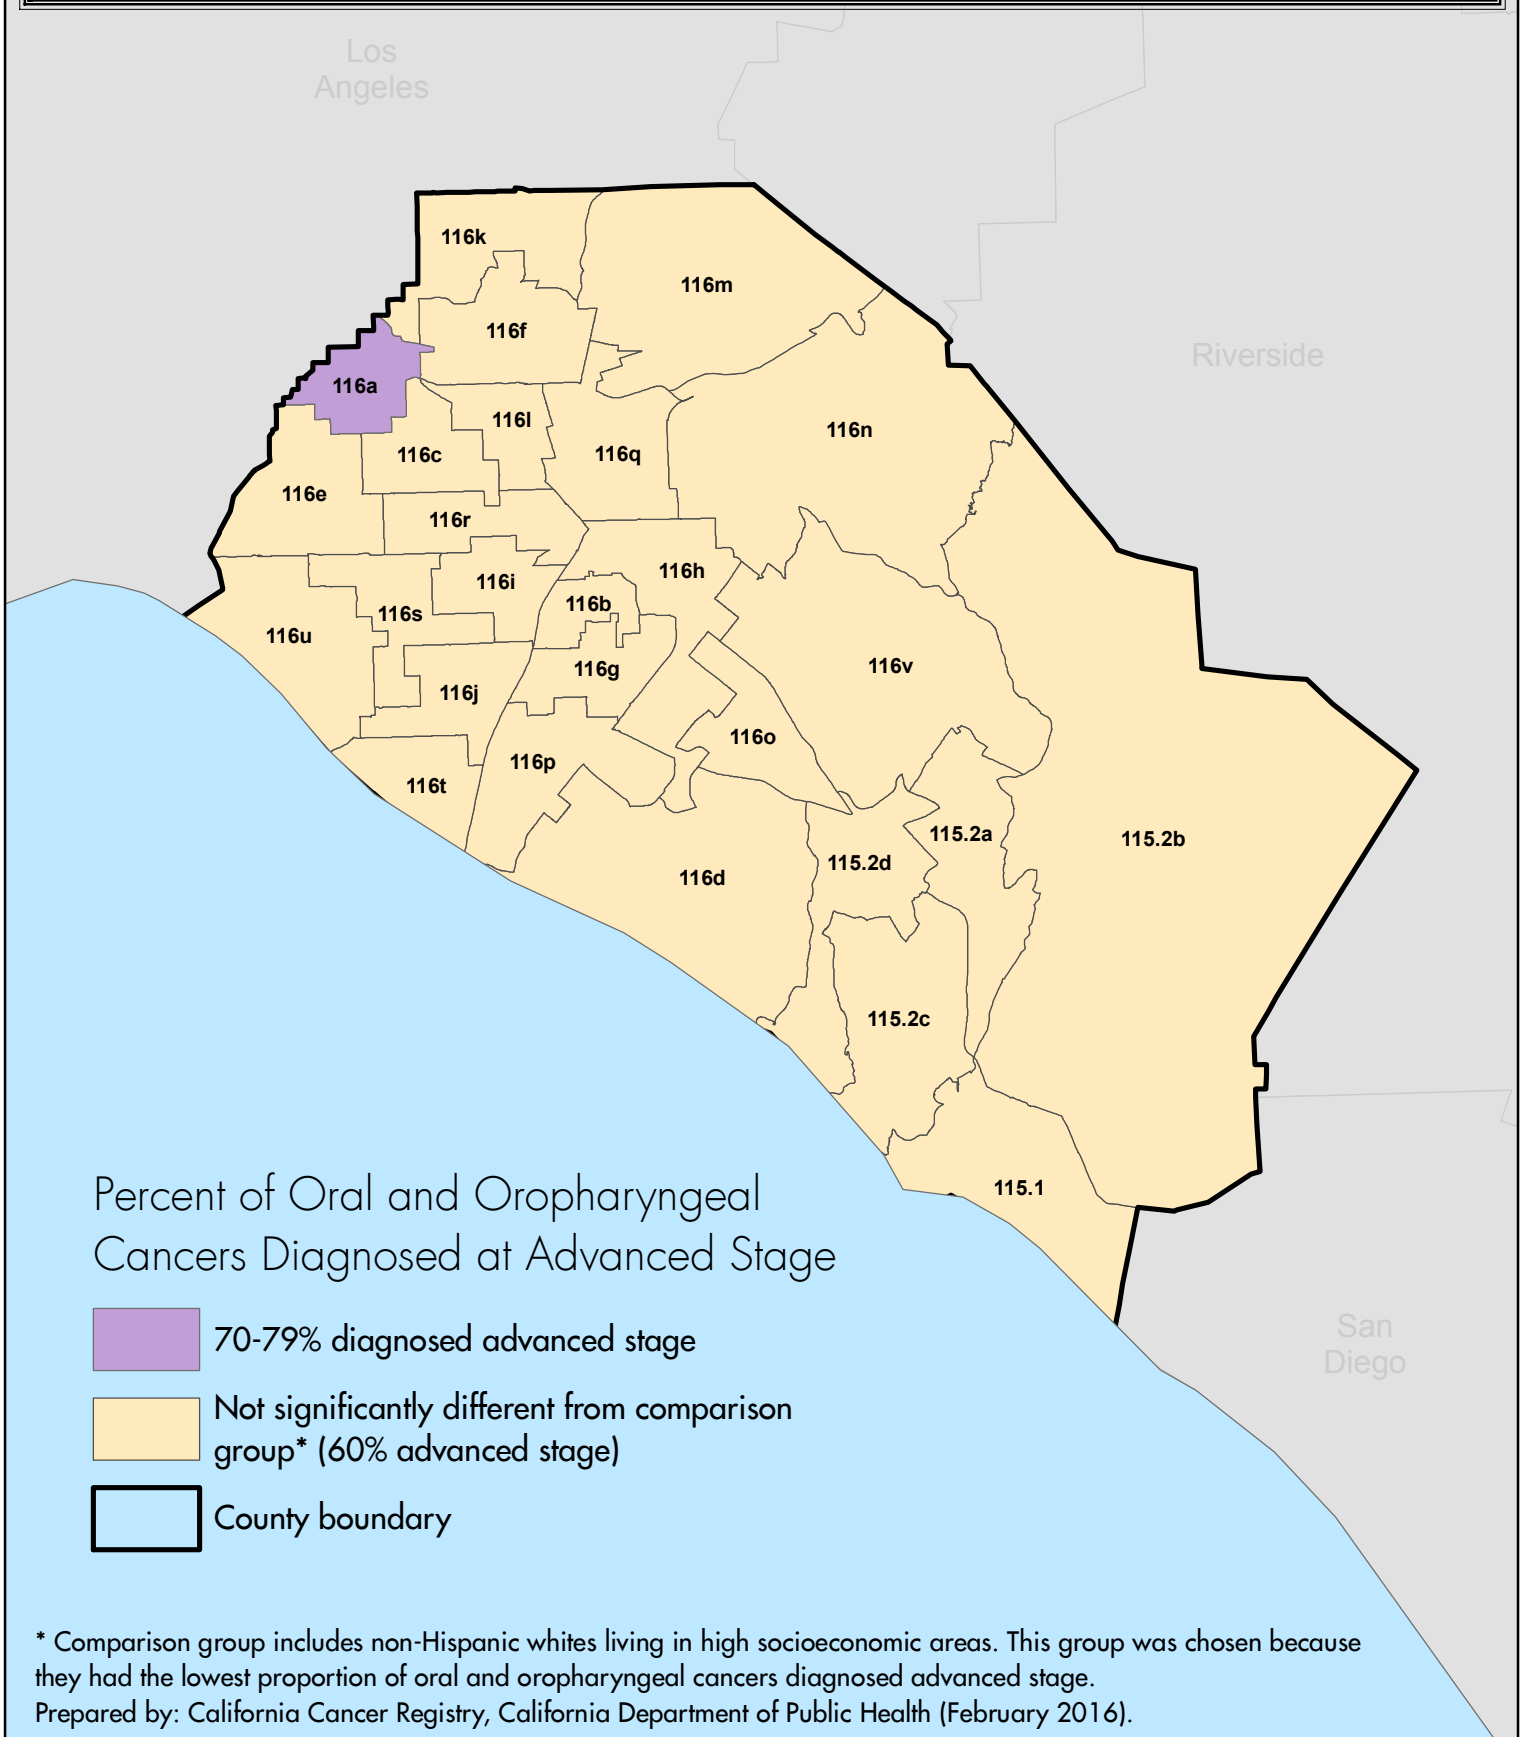 Los
Angeles
116k
116m
116f
Riverside
116a
116l
116n
116c
116q
116e
116r
116h
116i
116b
116s
116u
116v
116g
116j
116o
116p
116t
115.2a
115.2b
115.2d
116d
115.2c
115.1
Percent of Oral and Oropharyngeal
Cancers Diagnosed at Advanced Stage
70-79% diagnosed advanced stage
Not significantly different from comparison
group* (60% advanced stage)
County boundary
San
Diego
* Comparison group includes non-Hispanic whites living in high socioeconomic areas. This group was chosen because
they had the lowest proportion of oral and oropharyngeal cancers diagnosed advanced stage.
Prepared by: California Cancer Registry, California Department of Public Health (February 2016).